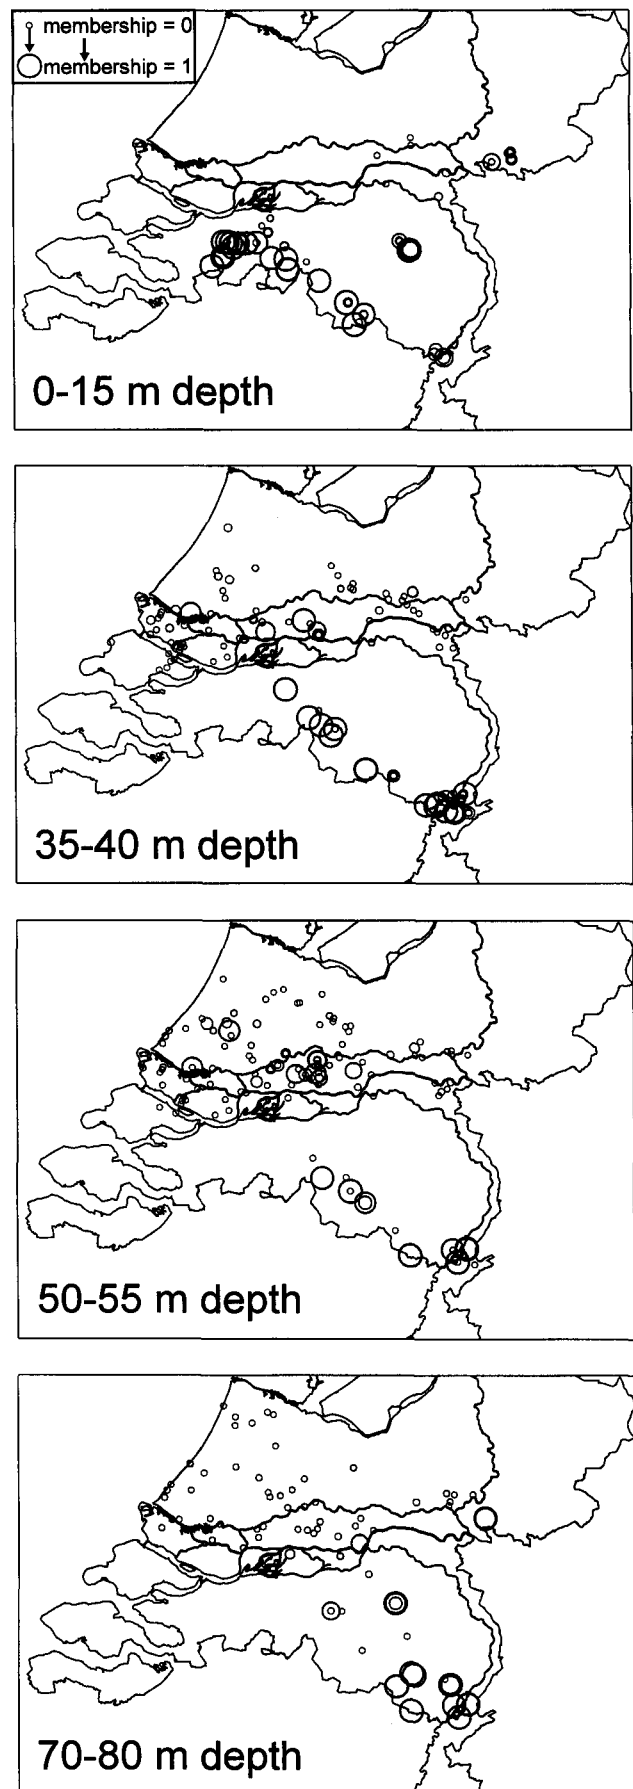 membership = 0
membership = 1
0-15 m depth
35-40 m depth
50-55 m depth
70-80 m depth